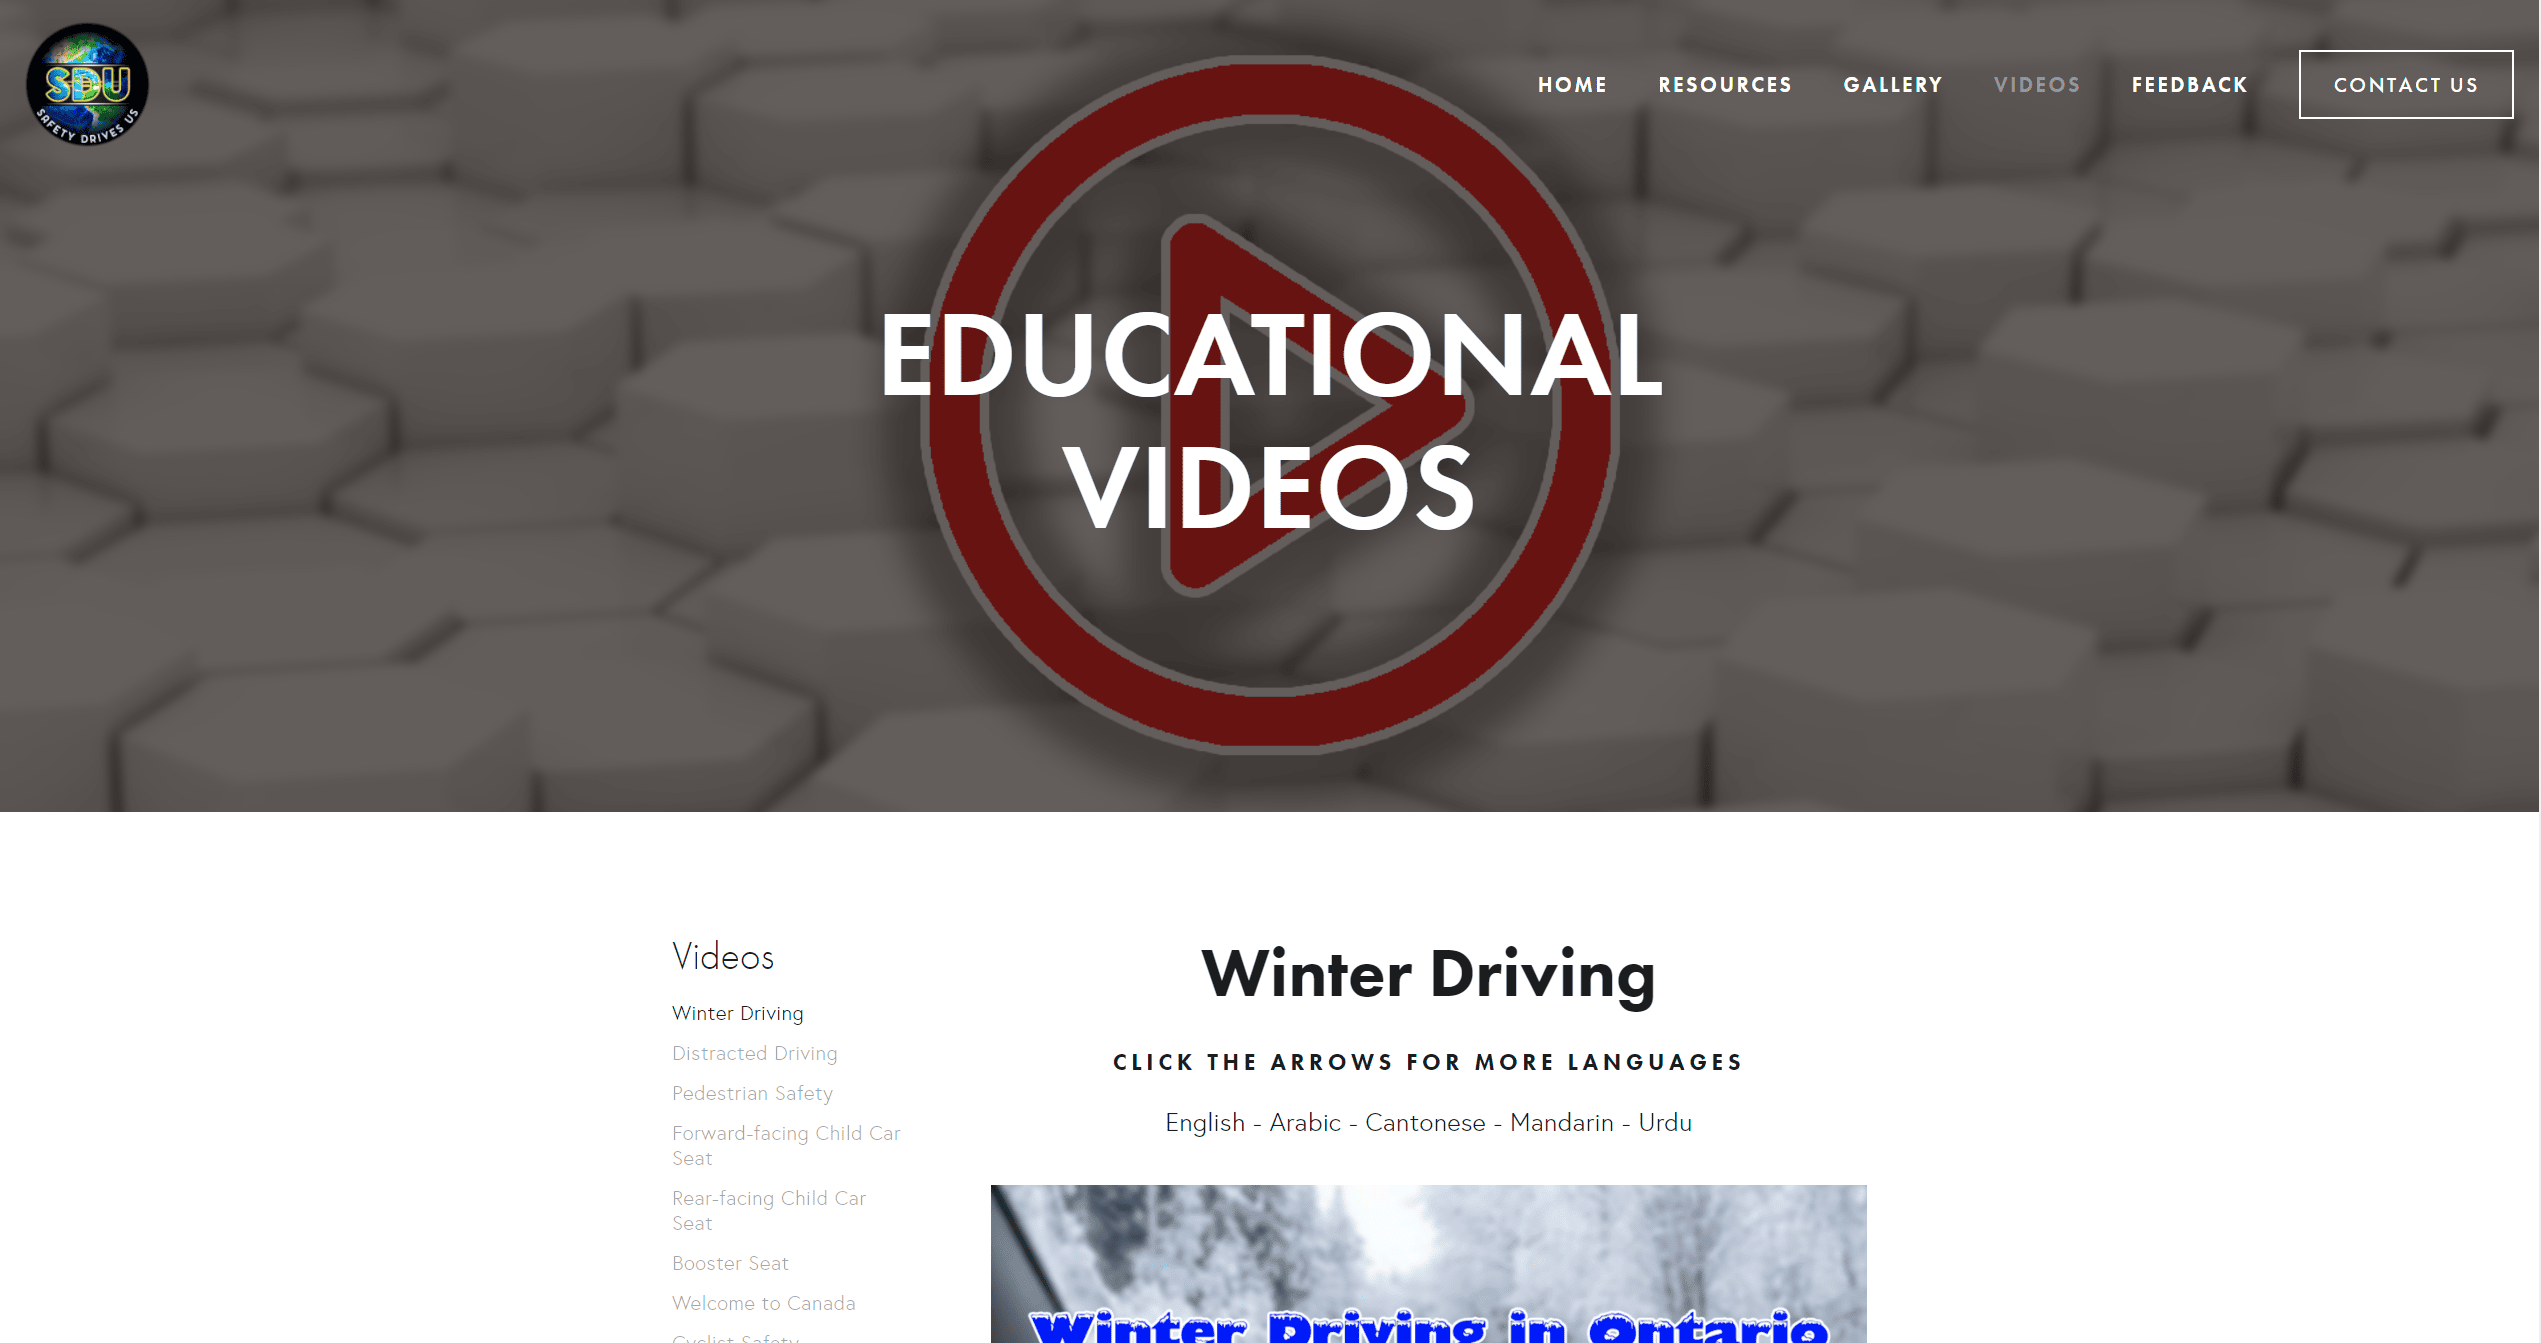 SDU
SAFETY DRIVES US
HOME
RESOURCES
GALLERY
VIDEOS
FEEDBACK
CONTACT US
EDUCATIONAL
VIDEOS
Videos
Winter Driving
Distracted Driving
Pedestrian Safety
Forward-facing Child Car
Seat
Rear-facing Child Car
Seat
Booster Seat
Welcome to Canada
Cyclist Safety
Winter Driving
CLICK THE ARROWS FOR MORE LANGUAGES
English - Arabic - Cantonese - Mandarin - Urdu
Winter Driving in Ontario